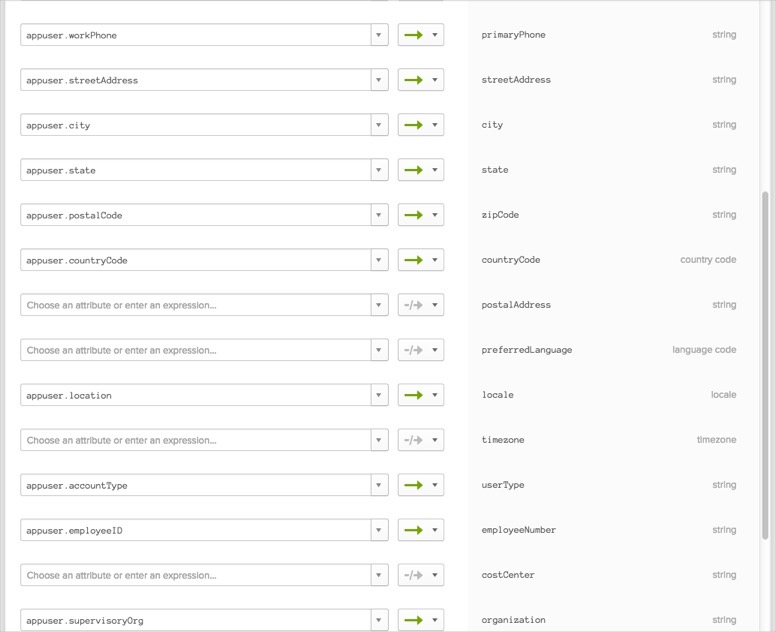 appuser.workPhone primaryPhone string
appuser.streetAddress streetAddress string
appuser.city city string
appuser.state state string
appuser.postalCode zipCode string
appuser.countryCode countryCode country code
Choose an attribute or enter an expression... postalAddress string
Choose an attribute or enter an expression... preferredLanguage language code
appuser.location locale locale
Choose an attribute or enter an expression... timezone timezone
appuser.accountType userType string
appuser.employeeID employeeNumber string
Choose an attribute or enter an expression... costCenter string
appuser.supervisoryOrg organization string